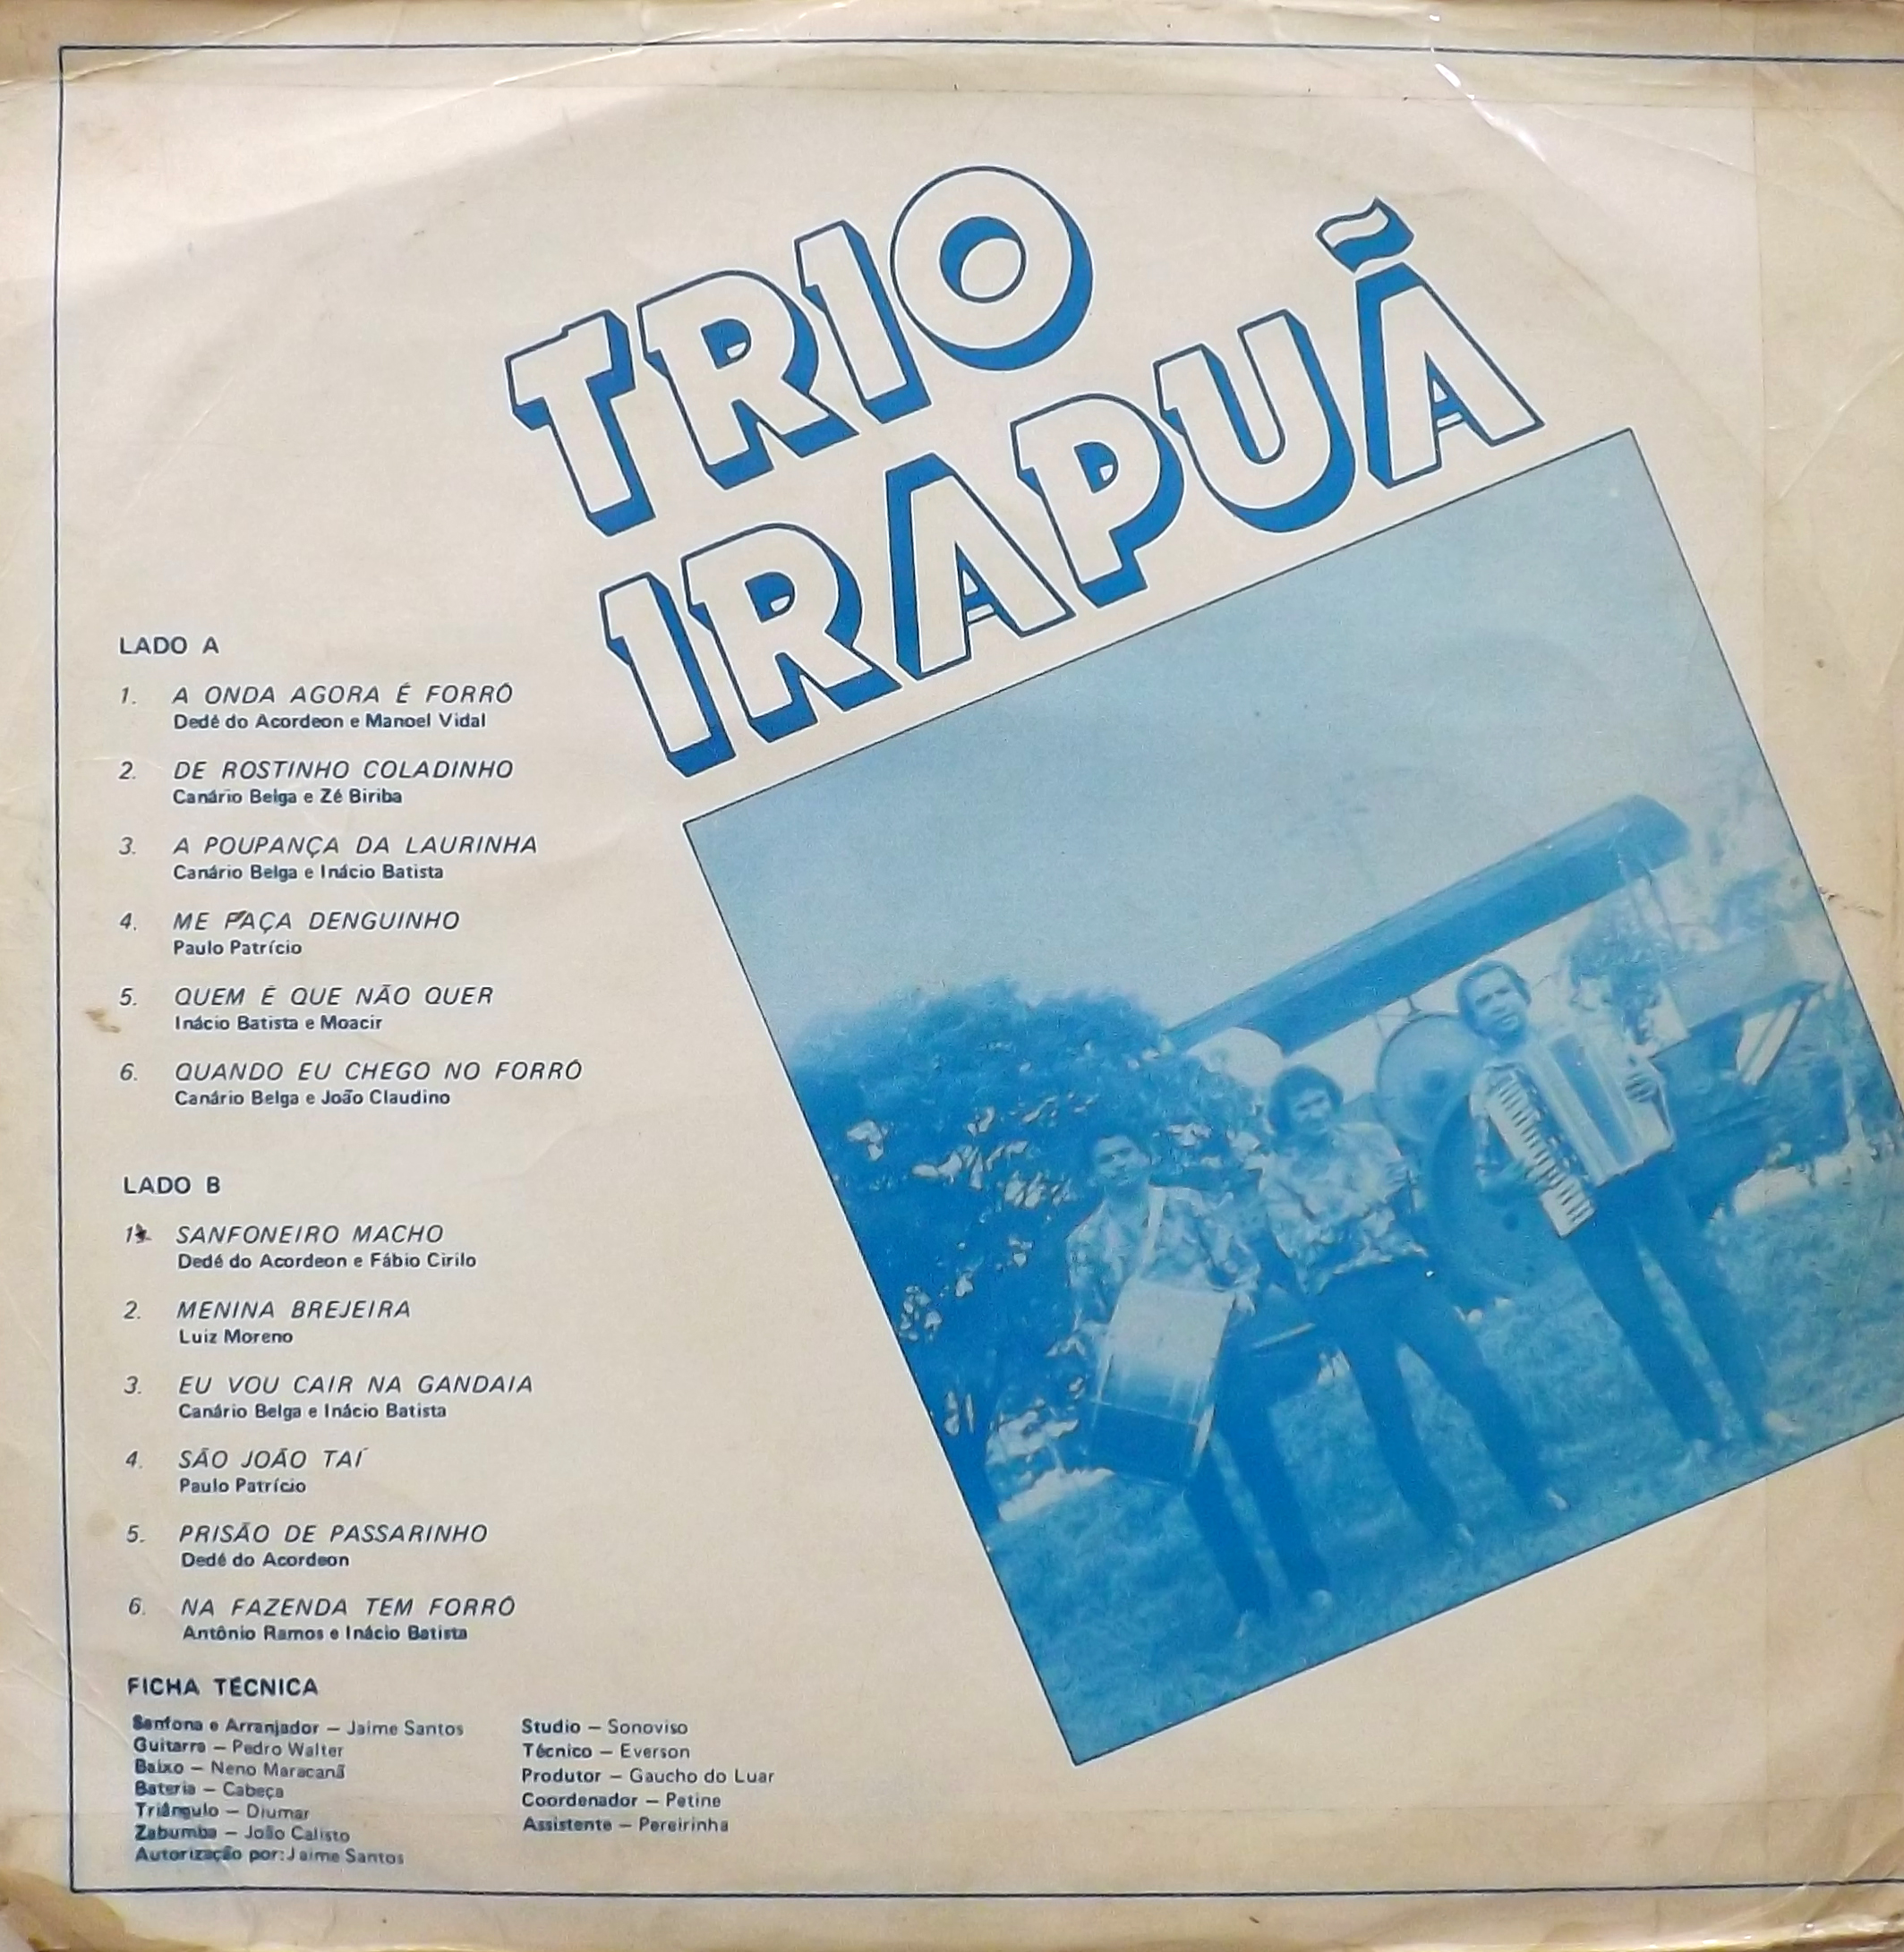 TRIO
IRAPUÃ
LADO A
1. A ONDA AGORA É FORRÓ
Dedé do Acordeon e Manoel Vidal
2. DE ROSTINHO COLADINHO
Canário Belga e Zé Biriba
3. A POUPANÇA DA LAURINHA
Canário Belga e Inácio Batista
4. ME FAÇA DENGUINHO
Paulo Patrício
5. QUEM É QUE NÃO QUER
Inácio Batista e Moacir
6. QUANDO EU CHEGO NO FORRÓ
Canário Belga e João Claudino
LADO B
1. SANFONEIRO MACHO
Dedé do Acordeon e Fábio Cirilo
2. MENINA BREJEIRA
Luiz Moreno
3. EU VOU CAIR NA GANDAIA
Canário Belga e Inácio Batista
4. SÃO JOÃO TAÍ
Paulo Patrício
5. PRISÃO DE PASSARINHO
Dedé do Acordeon
6. NA FAZENDA TEM FORRÓ
Antônio Ramos e Inácio Batista
FICHA TÉCNICA
Sanfona e Arranjador — Jaime Santos
Guitarra — Pedro Walter
Baixo — Neno Maracanã
Bateria — Cabeça
Triângulo — Diumar
Zabumba — João Calisto
Autorização por: Jaime Santos
Studio — Sonoviso
Técnico — Everson
Produtor — Gaucho do Luar
Coordenador — Petine
Assistente — Pereirinha